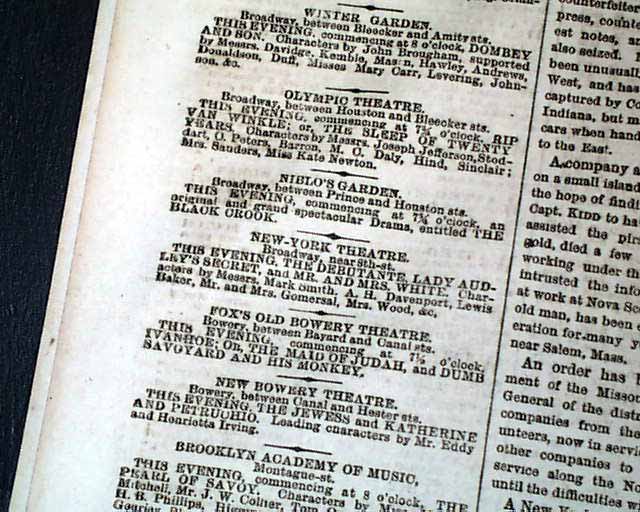 WINTER GARDEN.
Broadway, between Bleecker and Amity sts.
THIS EVENING, commencing at 8 o'clock, DOMBEY
AND SON. Characters by John Brougham, supported
by Messrs. Davidge, Kemble, Mason, Hawley, Andrews,
Donaldson, Duff, Misses Mary Carr, Levering, John-
son, &c.
OLYMPIC THEATRE.
Broadway, between Houston and Bleecker sts.
THIS EVENING, commencing at 7¾ o'clock, RIP
VAN WINKLE; or, THE SLEEP OF TWENTY
YEARS. Characters by Messrs. Joseph Jefferson, Stod-
dart, O. Peters, Barron, M. C. Daly, Hind, Sinclair;
Mrs. Sauders, Miss Kate Newton.
NIBLO'S GARDEN.
Broadway, between Prince and Houston sts.
THIS EVENING, commencing at 7¾ o'clock, an
original and grand spectacular Drama, entitled THE
BLACK CROOK.
NEW-YORK THEATRE.
Broadway, near 8th-st.
THIS EVENING, THE DEBUTANTE, LADY AUD-
LEY'S SECRET, and MR. AND MRS. WHITE. Char-
acters by Messrs. Mark Smith, A. H. Davenport, Lewis
Baker, Mr. and Mrs. Gomersal, Mrs. Wood, &c.
FOX'S OLD BOWERY THEATRE.
Bowery, between Bayard and Canal sts.
THIS EVENING, commencing at 7½ o'clock,
IVANHOE; OR, THE MAID OF JUDAH, and DUMB
SAVOYARD AND HIS MONKEY.
NEW BOWERY THEATRE.
Bowery, between Canal and Hester sts.
THIS EVENING, THE JEWESS and KATHERINE
AND PETRUCHIO. Leading characters by Mr. Eddy
and Henrietta Irving.
BROOKLYN ACADEMY OF MUSIC,
Montague-st.
THIS EVENING, commencing at 8 o'clock, THE
PEARL OF SAVOY. Characters by
Mitchell, Mr. J. W. Collier, Tom
H. B. Phillips,
press, 
est notes, an
also seized.
been unusual
West, and has
captured by Co
Indiana, but m
cars when hand
to the East.
A company a
on a small island
the hope of findi
Capt. KIDD to ha
assisted the 
gold, died a few
working under th
intrusted the info
at work at Nova S
old man, has been
eration for many y
near Salem, Mass.
An order has
ment of the Misso
General of the distr
companies from the
unteers, now in servi
other companies to
service along the No
until the difficulties w
A New